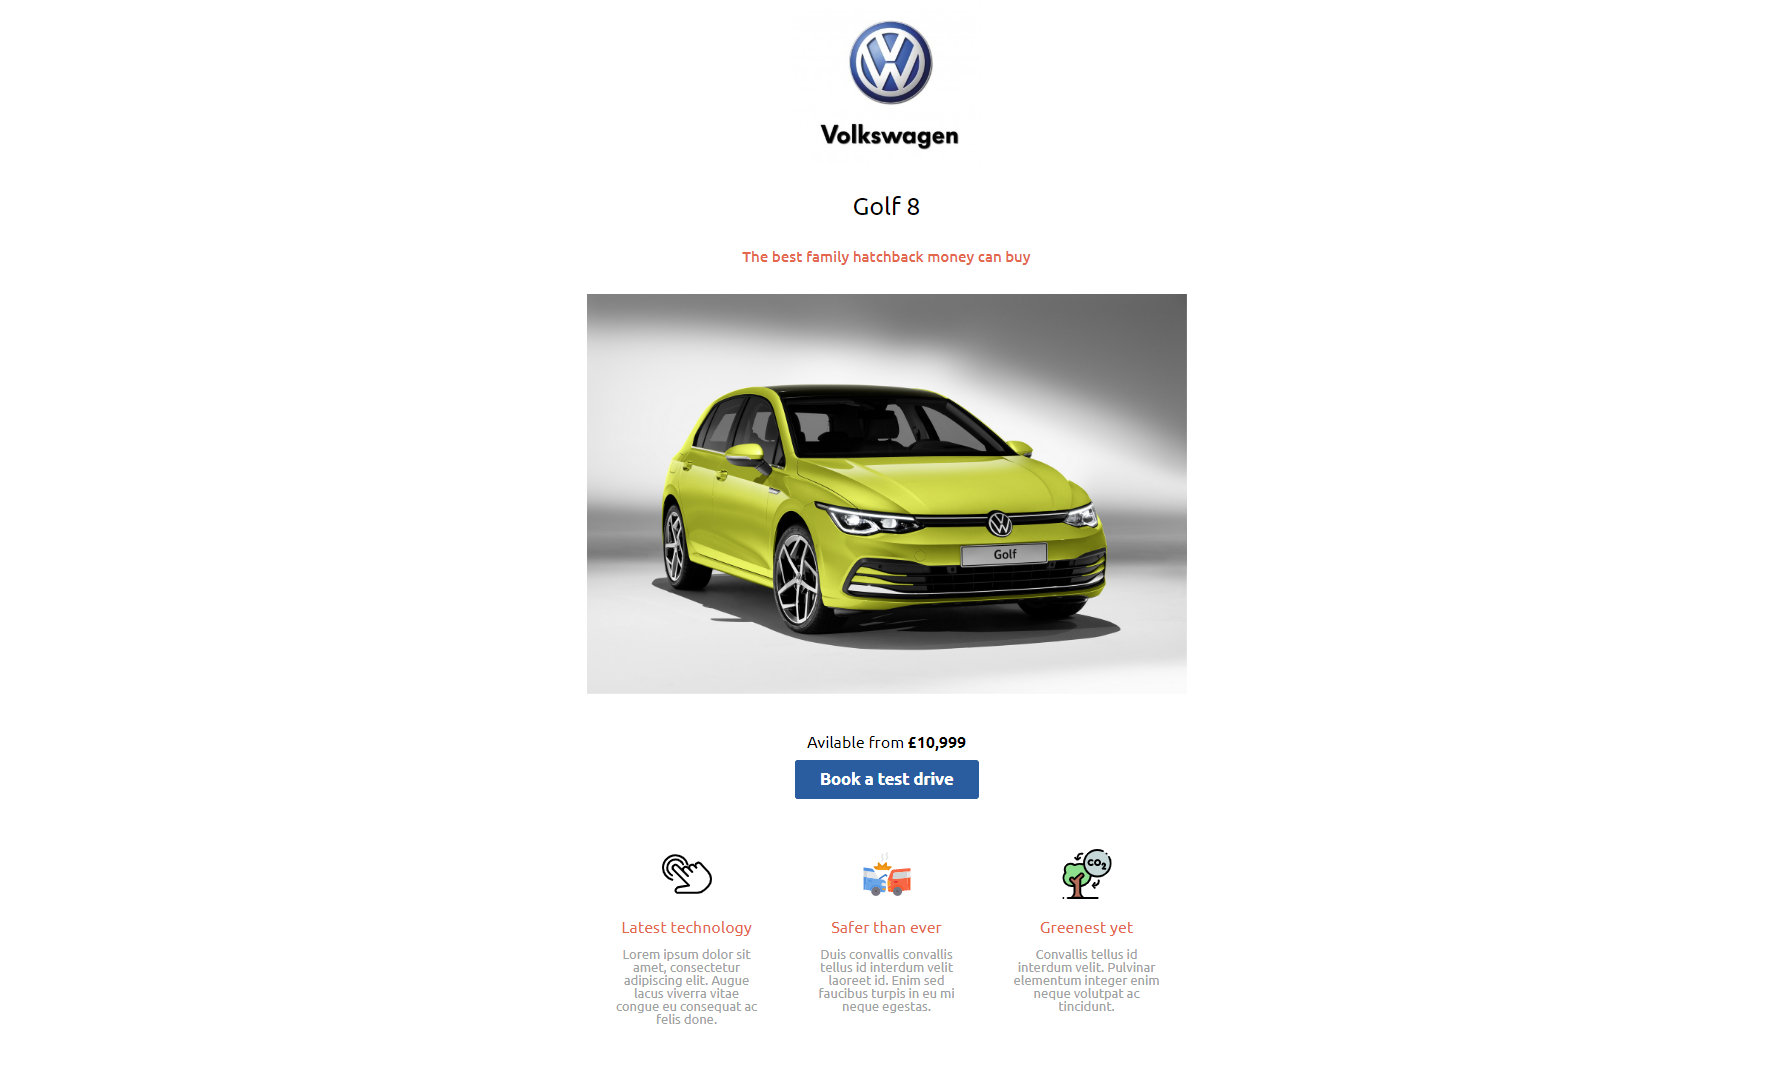 Volkswagen
Golf 8
The best family hatchback money can buy
Golf
Avilable from £10,999
Book a test drive
CO2
Latest technology
Lorem ipsum dolor sit
amet, consectetur
adipiscing elit. Augue
lacus viverra vitae
congue eu consequat ac
felis done.
Safer than ever
Duis convallis convallis
tellus id interdum velit
laoreet id. Enim sed
faucibus turpis in eu mi
neque egestas.
Greenest yet
Convallis tellus id
interdum velit. Pulvinar
elementum integer enim
neque volutpat ac
tincidunt.